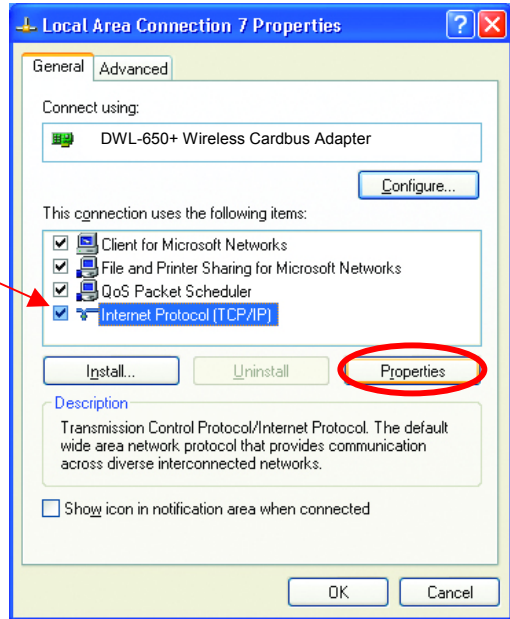 Local Area Connection 7 Properties
General Advanced
Connect using:
DWL-650+ Wireless Cardbus Adapter
Configure...
This connection uses the following items:
Client for Microsoft Networks
File and Printer Sharing for Microsoft Networks
QoS Packet Scheduler
Internet Protocol (TCP/IP)
Install... Uninstall Properties
Description
Transmission Control Protocol/Internet Protocol. The default
wide area network protocol that provides communication
across diverse interconnected networks.
Show icon in notification area when connected
OK Cancel